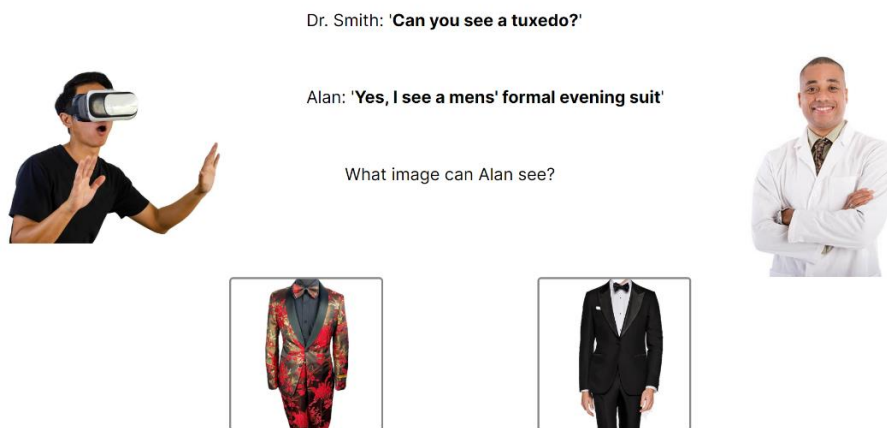 Dr. Smith: 'Can you see a tuxedo?'
Alan: 'Yes, I see a mens' formal evening suit'
What image can Alan see?